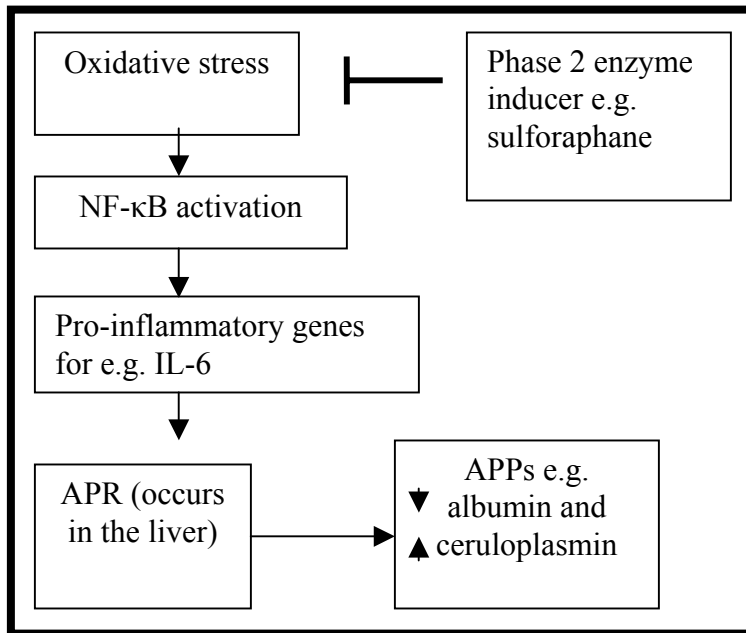 Oxidative stress
Phase 2 enzyme
inducer e.g.
sulforaphane
NF-κB activation
Pro-inflammatory genes
for e.g. IL-6
APR (occurs
in the liver)
APPs e.g.
albumin and
ceruloplasmin